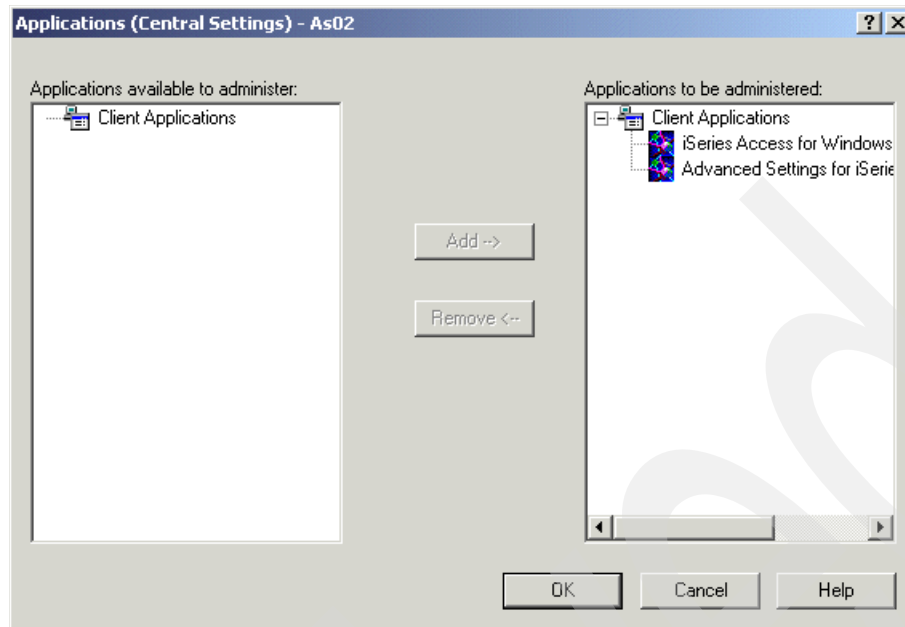 Applications (Central Settings) - As02
Applications available to administer:
Client Applications
Add -->
Remove <--
Applications to be administered:
Client Applications
iSeries Access for Windows
Advanced Settings for iSerie
OK
Cancel
Help